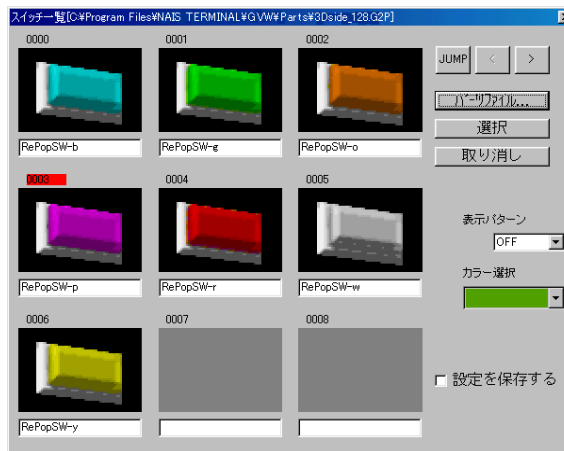 スイッチ一覧[C:¥Program Files¥NAIS TERMINAL¥GVW¥Parts¥3Dside_128.G2P]
0000 0001 0002
JUMP < >
パーツファイル...
選択
取り消し
RePopSW-b RePopSW-g RePopSW-o
0003 0004 0005
表示パターン
OFF
カラー選択
RePopSW-p RePopSW-r RePopSW-w
0006 0007 0008
設定を保存する
RePopSW-y